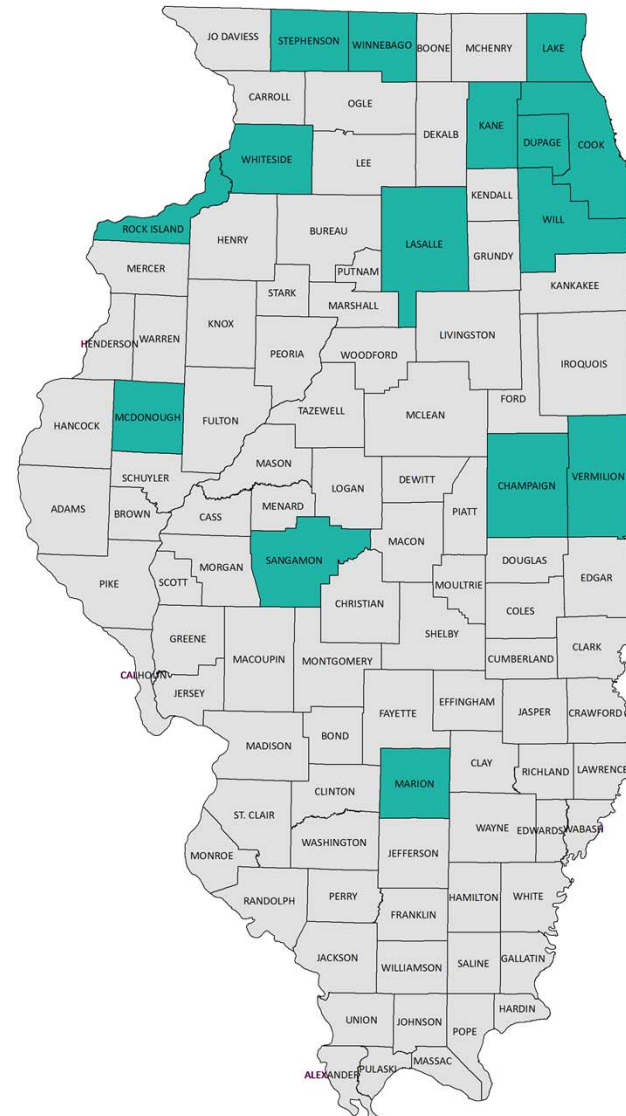 JO DAVIESS
STEPHENSON
WINNEBAGO
BOONE
MCHENRY
LAKE
CARROLL
OGLE
DEKALB
KANE
DUPAGE
COOK
WHITESIDE
LEE
KENDALL
WILL
ROCK ISLAND
HENRY
BUREAU
LASALLE
GRUNDY
MERCER
PUTNAM
KANKAKEE
STARK
MARSHALL
LIVINGSTON
KNOX
HENDERSON
WARREN
PEORIA
WOODFORD
IROQUOIS
FORD
TAZEWELL
MCLEAN
HANCOCK
MCDONOUGH
FULTON
MASON
LOGAN
DEWITT
CHAMPAIGN
VERMILION
SCHUYLER
ADAMS
BROWN
CASS
MENARD
PIATT
MACON
SANGAMON
DOUGLAS
EDGAR
PIKE
SCOTT
MORGAN
MOULTRIE
CHRISTIAN
COLES
GREENE
SHELBY
CLARK
MACOUPIN
MONTGOMERY
CUMBERLAND
CALHOUN
JERSEY
FAYETTE
EFFINGHAM
JASPER
CRAWFORD
BOND
MADISON
CLAY
RICHLAND
LAWRENCE
MARION
CLINTON
ST. CLAIR
WAYNE
EDWARDS
WABASH
WASHINGTON
JEFFERSON
MONROE
RANDOLPH
PERRY
HAMILTON
WHITE
FRANKLIN
JACKSON
WILLIAMSON
SALINE
GALLATIN
UNION
JOHNSON
POPE
HARDIN
ALEXANDER
PULASKI
MASSAC